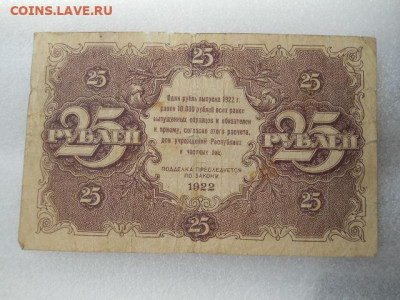 СОИНS.LAVE.RU
25
25
25
Один рубль выпуска 1922 г.
равен 10.000 рублей всех ранее
выпущенных образцов и обязателен
к приему, согласно этого расчета,
для учреждений Республики
и частных лиц.
25 РУБЛЕЙ
25 РУБЛЕЙ
ПОДДЕЛКА ПРЕСЛЕДУЕТСЯ
ПО ЗАКОНУ
1922
25
25
25